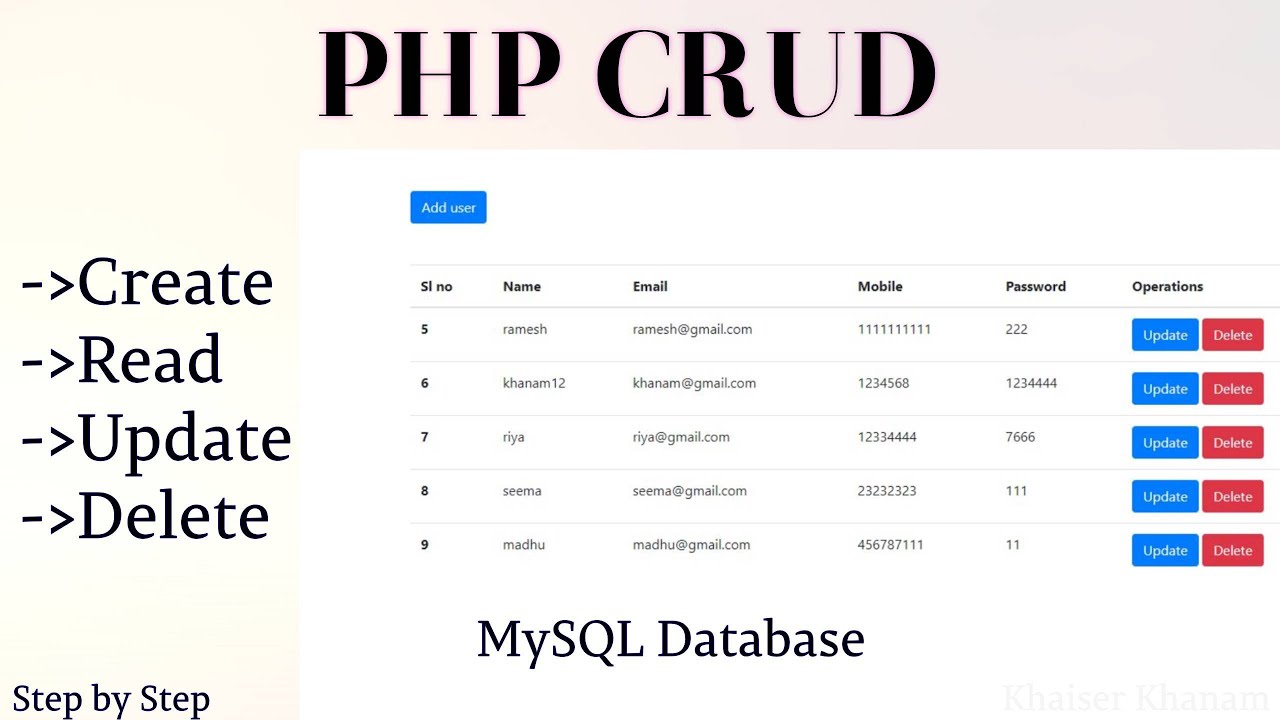 PHP CRUD
Add user
->Create
->Read
->Update
->Delete
Sl no Name Email Mobile Password Operations
5 ramesh ramesh@gmail.com 1111111111 222 Update Delete
6 khanam12 khanam@gmail.com 1234568 1234444 Update Delete
7 riya riya@gmail.com 12334444 7666 Update Delete
8 seema seema@gmail.com 23232323 111 Update Delete
9 madhu madhu@gmail.com 456787111 11 Update Delete
MySQL Database
Step by Step
Khaiser Khanam